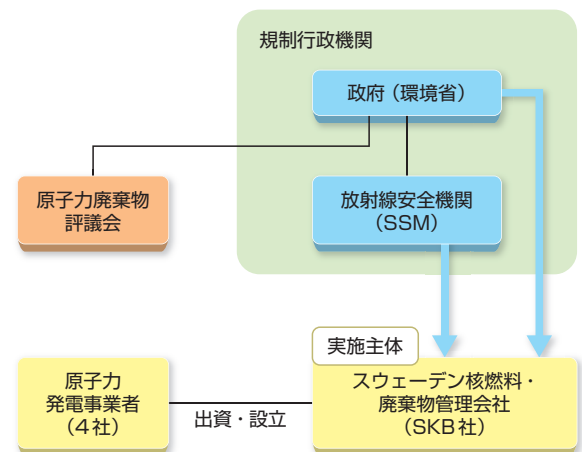 規制行政機関
政府（環境省）
原子力廃棄物
評議会
放射線安全機関
（SSM）
実施主体
原子力
発電事業者
（4社）
出資・設立
スウェーデン核燃料・
廃棄物管理会社
（SKB社）